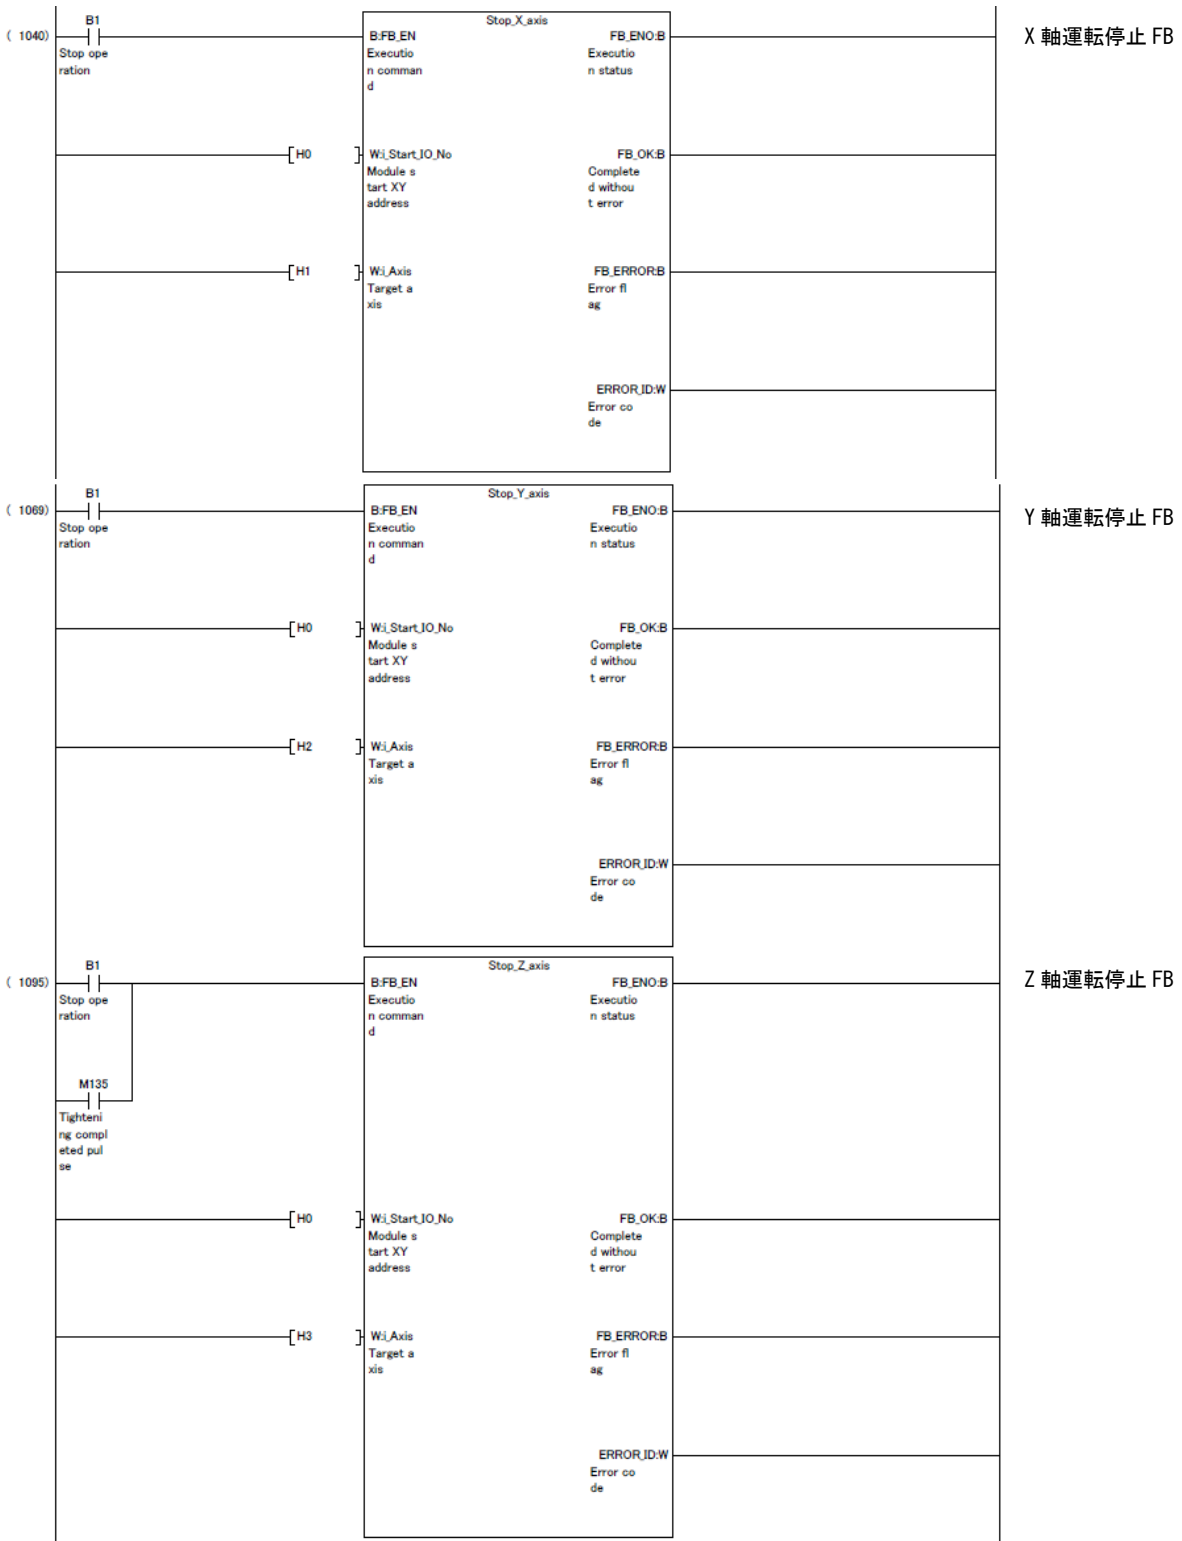 B1
Stop_X_axis
( 1040)
B:FB_EN
FB_ENO:B
X 軸運転停止 FB
Stop ope
ration
Executio
n comman
d
Executio
n status
H0
W:i_Start_IO_No
FB_OK:B
Module s
tart XY
address
Complete
d withou
t error
H1
W:i_Axis
FB_ERROR:B
Target a
xis
Error fl
ag
ERROR_ID:W
Error co
de
B1
Stop_Y_axis
( 1069)
B:FB_EN
FB_ENO:B
Y 軸運転停止 FB
Stop ope
ration
Executio
n comman
d
Executio
n status
H0
W:i_Start_IO_No
FB_OK:B
Module s
tart XY
address
Complete
d withou
t error
H2
W:i_Axis
FB_ERROR:B
Target a
xis
Error fl
ag
ERROR_ID:W
Error co
de
B1
Stop_Z_axis
( 1095)
B:FB_EN
FB_ENO:B
Z 軸運転停止 FB
Stop ope
ration
Executio
n comman
d
Executio
n status
M135
Tighteni
ng compl
eted pul
se
H0
W:i_Start_IO_No
FB_OK:B
Module s
tart XY
address
Complete
d withou
t error
H3
W:i_Axis
FB_ERROR:B
Target a
xis
Error fl
ag
ERROR_ID:W
Error co
de